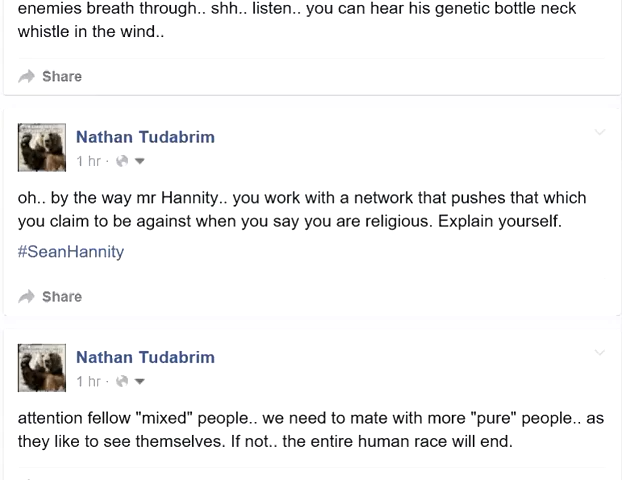 enemies breath through.. shh.. listen.. you can hear his genetic bottle neck
whistle in the wind..
Share
Nathan Tudabrim
1 hr ·
oh.. by the way mr Hannity.. you work with a network that pushes that which
you claim to be against when you say you are religious. Explain yourself.
#SeanHannity
Share
Nathan Tudabrim
1 hr ·
attention fellow "mixed" people.. we need to mate with more "pure" people.. as
they like to see themselves. If not.. the entire human race will end.